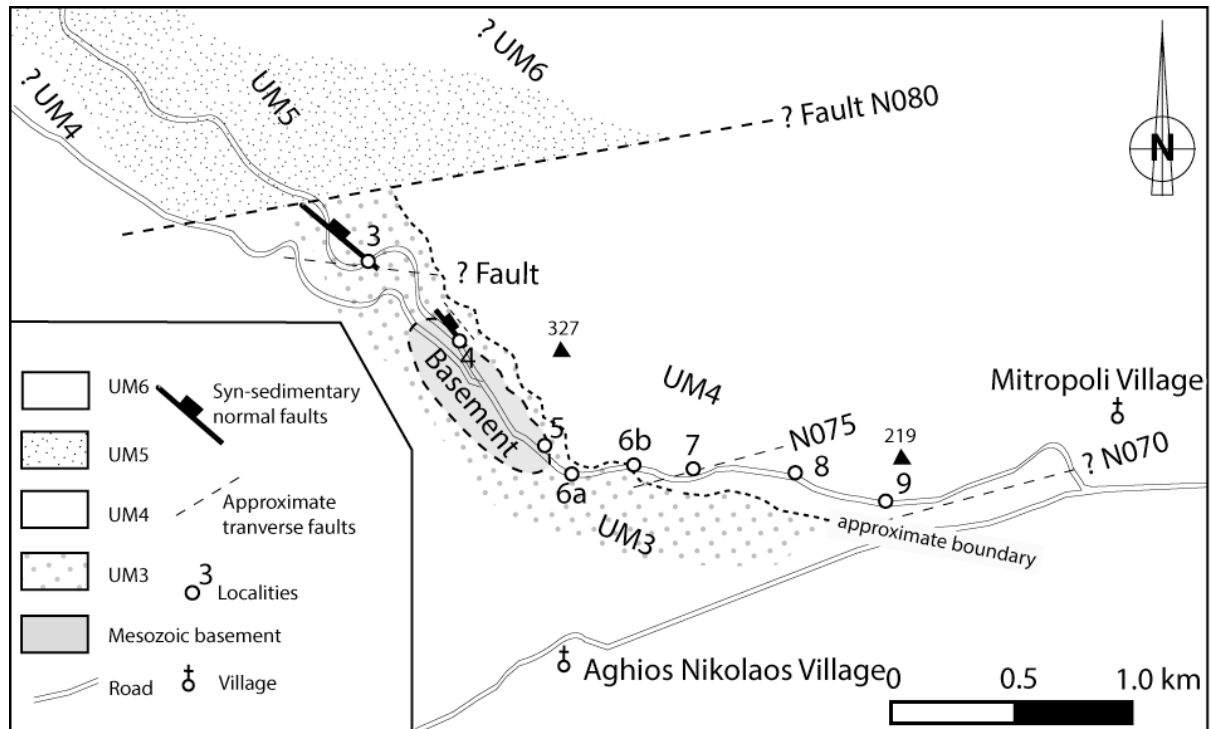 ? UM6
? UM4
UM5
? Fault N080
N
3
? Fault
327
4
Basement
UM4
Mitropoli Village
5
6b
7
N075
219
8
9
? N070
6a
UM3
approximate boundary
Aghios Nikolaos Village
0
0.5
1.0 km
UM6
Syn-sedimentary
normal faults
UM5
UM4
Approximate
tranverse faults
UM3
3
Localities
Mesozoic basement
Road
Village